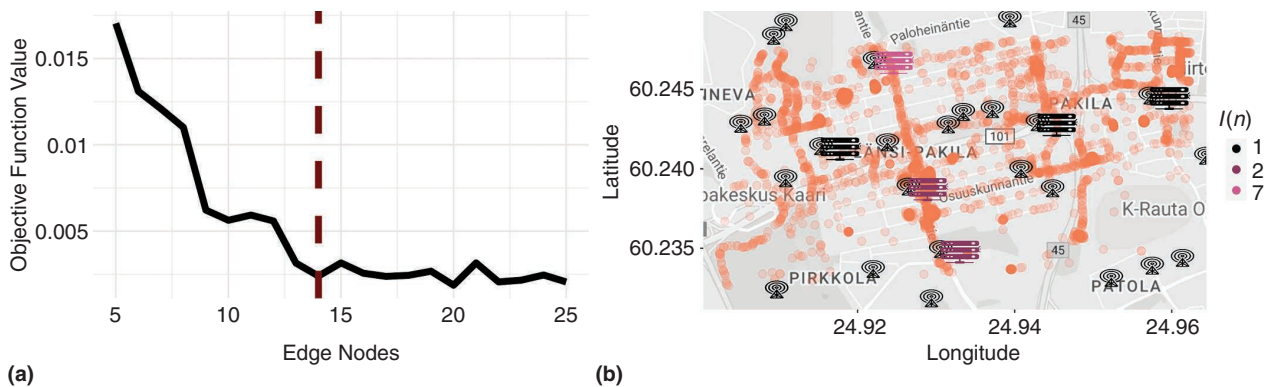 0.015
0.01
0.005
Objective Function Value
5 10 15 20 25
Edge Nodes
(a)
Paloheinäntie
45
60.245
60.240
60.235
Latitude
PAKILA
101
ÄNSI-PAKILA
Osuuskunnantie
pakeskus Kaari
K-Rauta O
45
PIRKKOLA
PATOLA
24.92 24.94 24.96
Longitude
I(n)
1
2
7
(b)